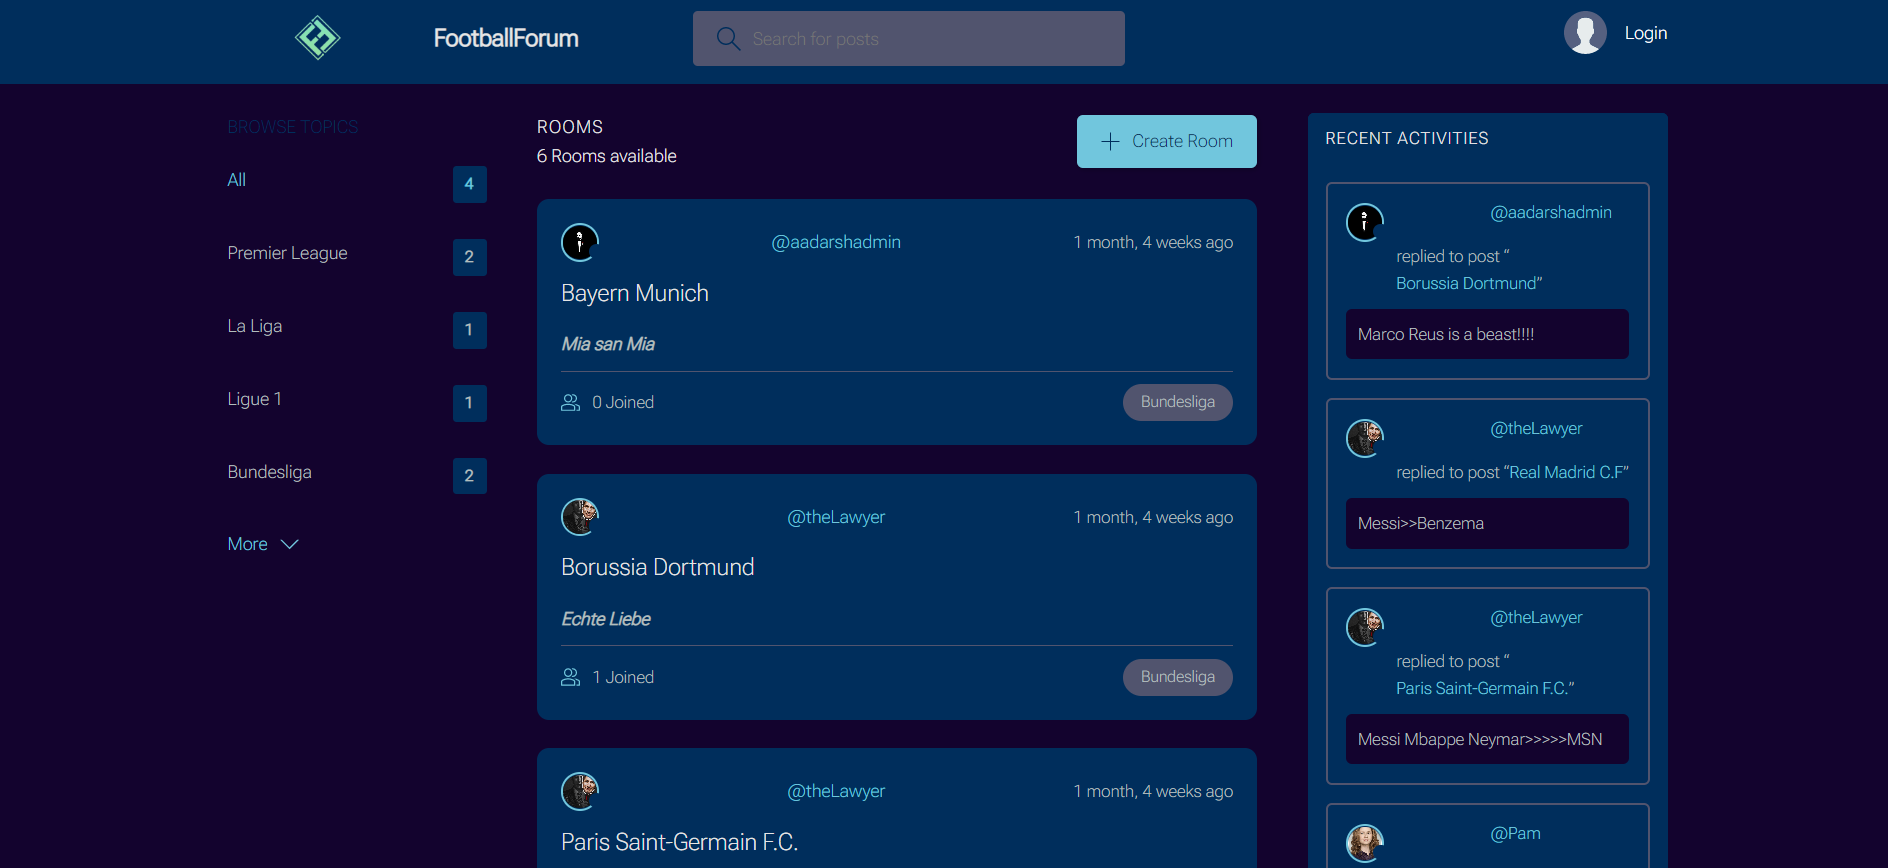 FootballForum
Search for posts
Login
BROWSE TOPICS
All 4
Premier League 2
La Liga 1
Ligue 1 1
Bundesliga 2
More
ROOMS
6 Rooms available
Create Room
@aadarshadmin 1 month, 4 weeks ago
Bayern Munich
Mia san Mia
0 Joined Bundesliga
@theLawyer 1 month, 4 weeks ago
Borussia Dortmund
Echte Liebe
1 Joined Bundesliga
@theLawyer 1 month, 4 weeks ago
Paris Saint-Germain F.C.
RECENT ACTIVITIES
@aadarshadmin
replied to post “
Borussia Dortmund”
Marco Reus is a beast!!!!
@theLawyer
replied to post “Real Madrid C.F”
Messi>>Benzema
@theLawyer
replied to post “
Paris Saint-Germain F.C.”
Messi Mbappe Neymar>>>>>MSN
@Pam